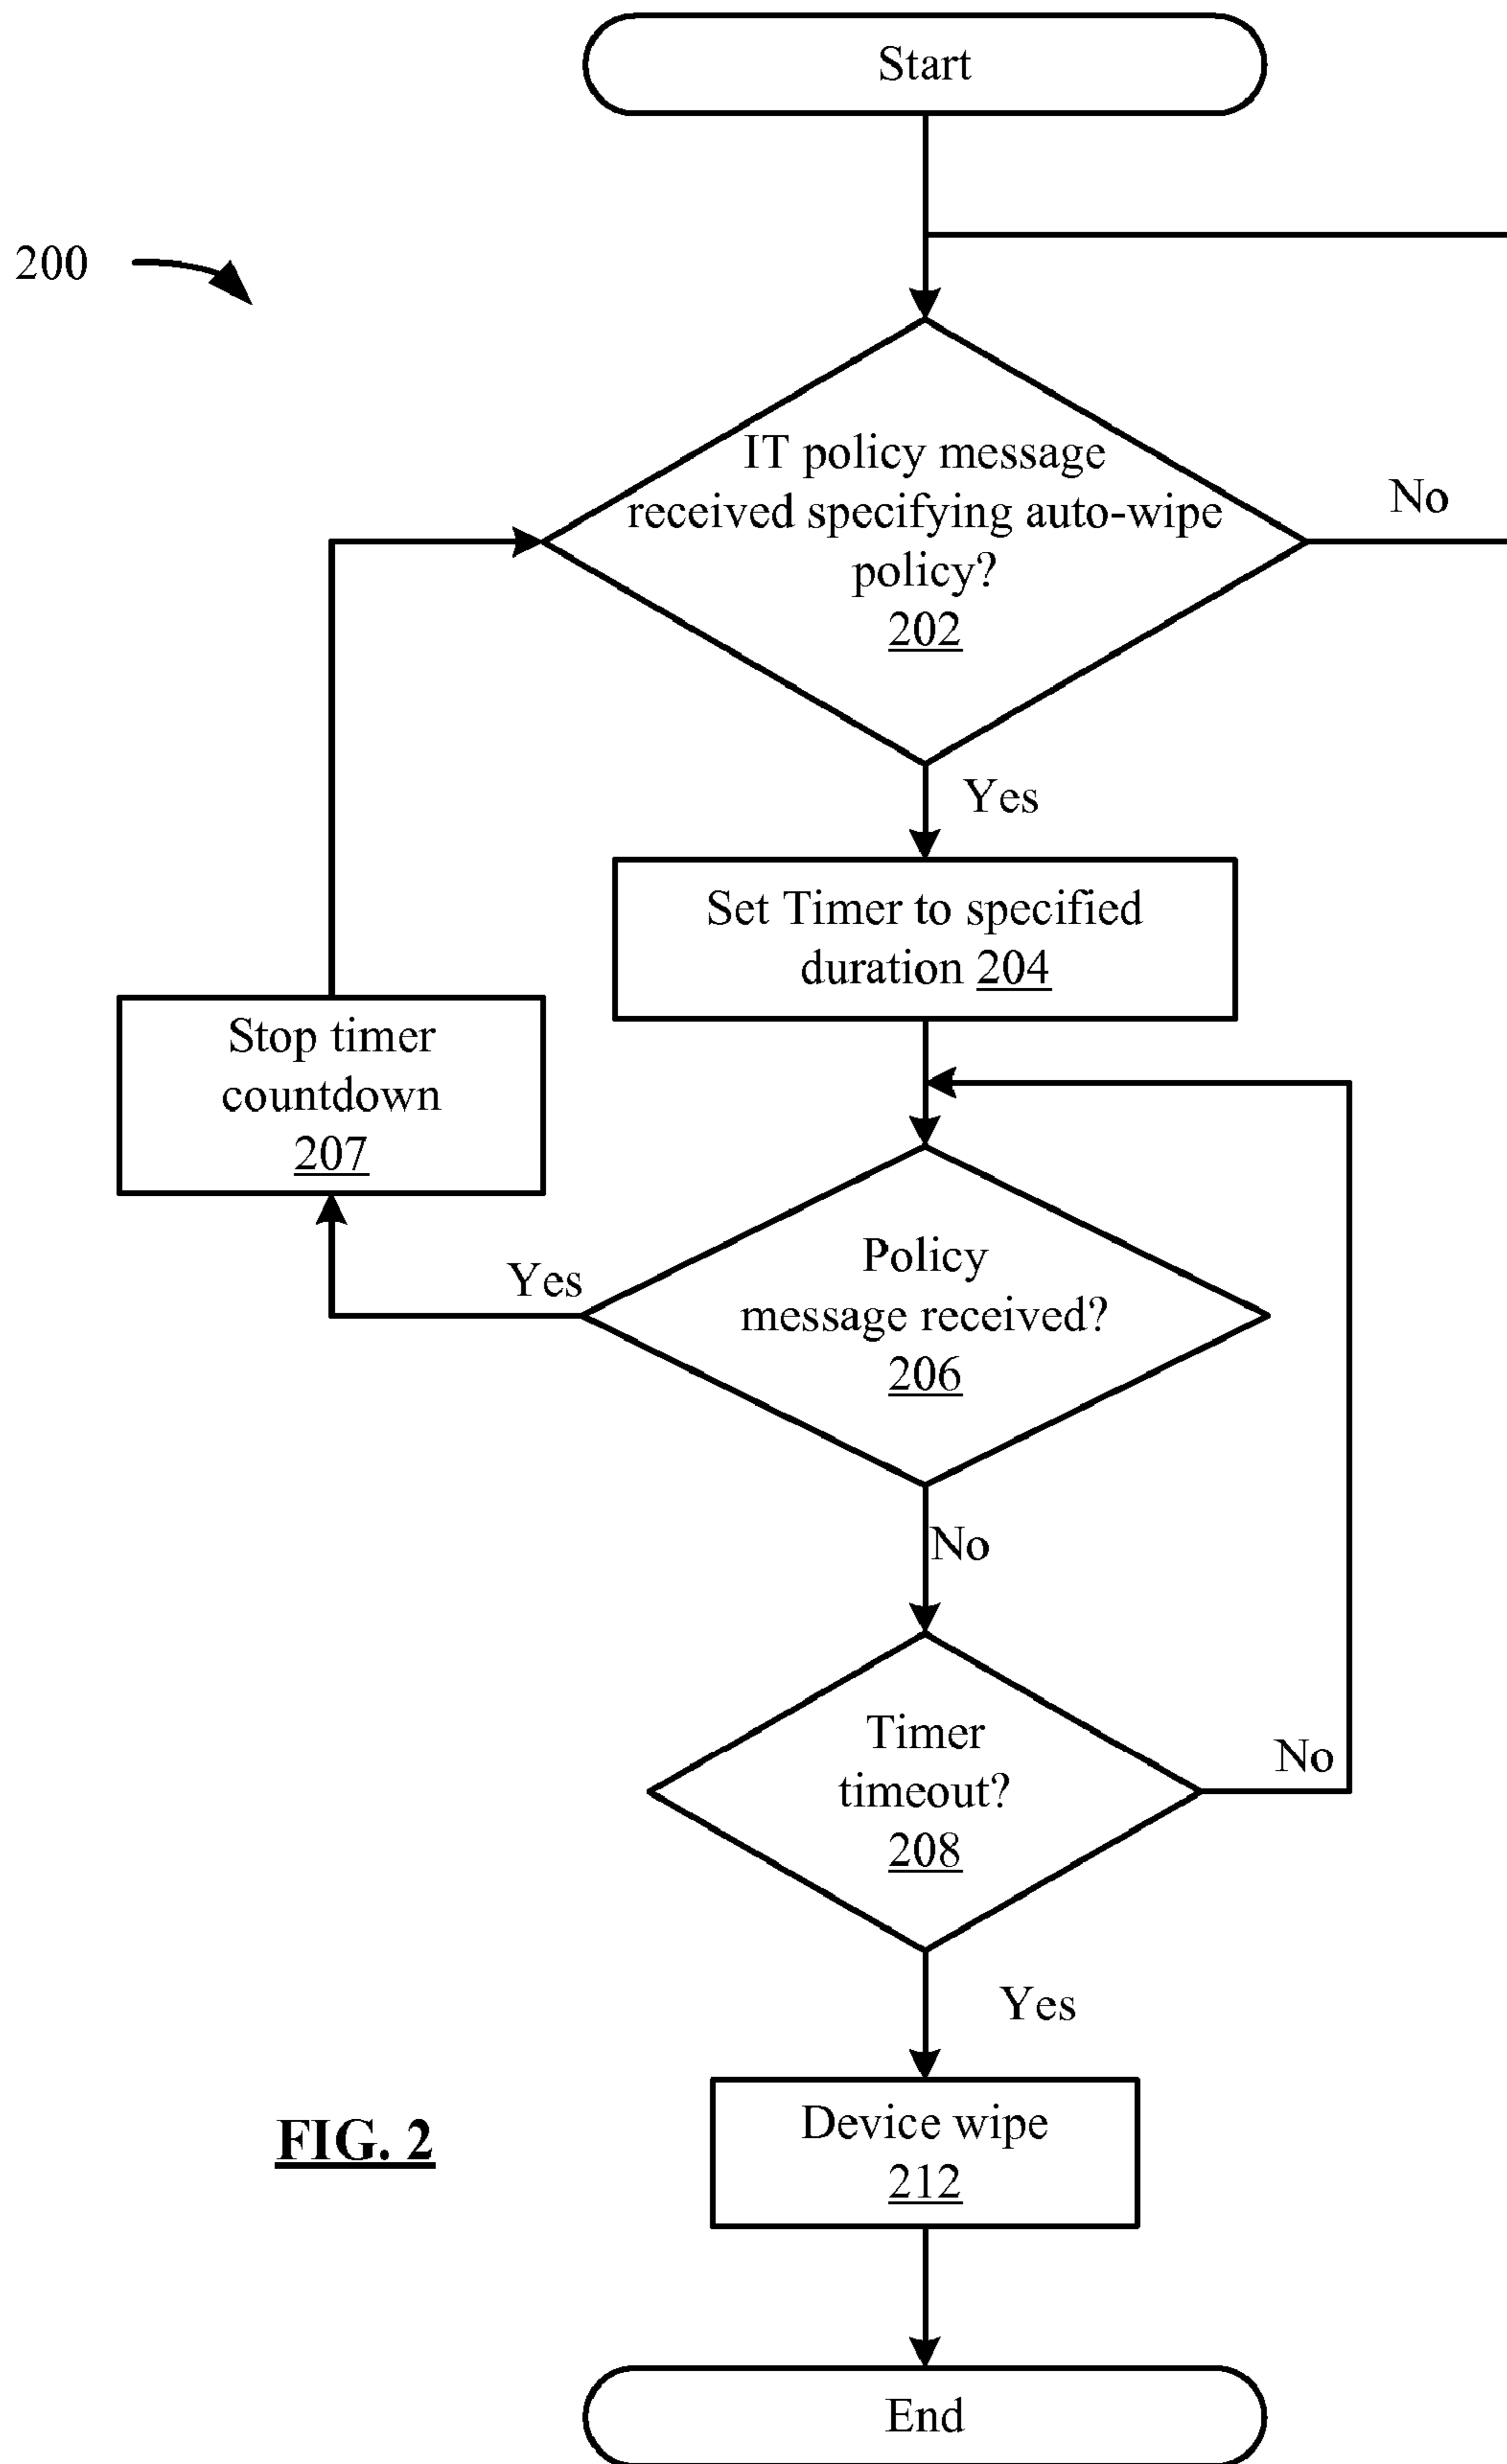 Start
200
IT policy message
received specifying auto-wipe
policy?
202
No
Yes
Set Timer to specified
duration 204
Stop timer
countdown
207
Policy
message received?
206
Yes
No
Timer
timeout?
208
No
Yes
Device wipe
212
FIG. 2
End